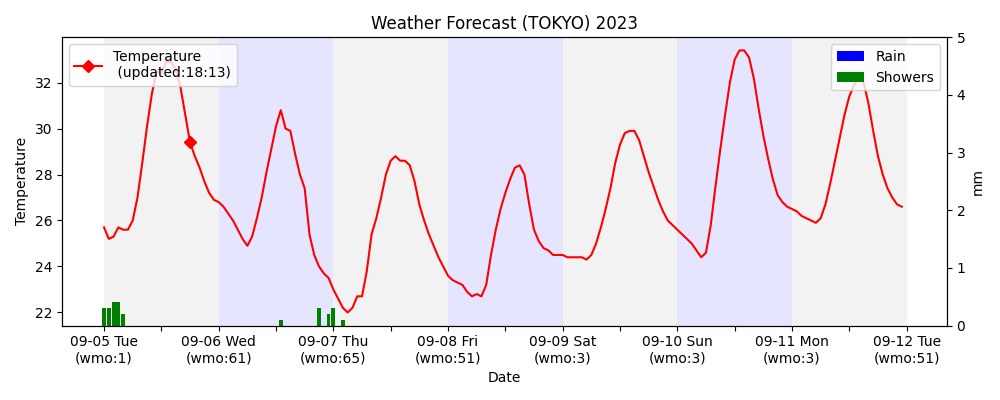 Weather Forecast (TOKYO) 2023
Temperature
(updated:18:13)
Rain
Showers
Temperature
32
30
28
26
24
22
5
4
3
2
1
0
mm
09-05 Tue
(wmo:1)
09-06 Wed
(wmo:61)
09-07 Thu
(wmo:65)
09-08 Fri
(wmo:51)
09-09 Sat
(wmo:3)
09-10 Sun
(wmo:3)
09-11 Mon
(wmo:3)
09-12 Tue
(wmo:51)
Date